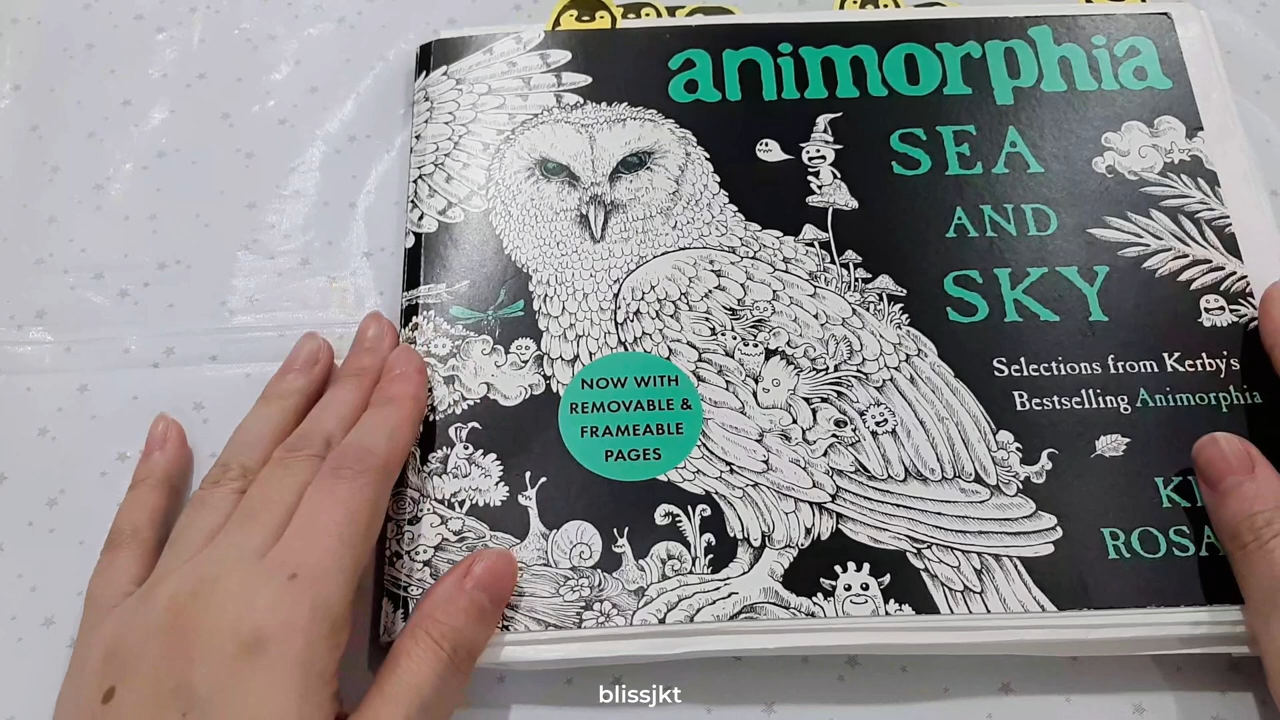 animorphia
SEA
AND
SKY
Selections from Kerby's
Bestselling Animorphia
NOW WITH
REMOVABLE &
FRAMEABLE
PAGES
blissjkt